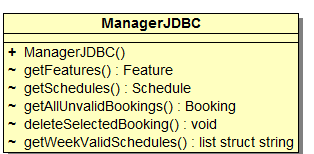 ManagerJDBC
+ ManagerJDBC()
~ getFeatures() : Feature
~ getSchedules() : Schedule
~ getAllUnvalidBookings() : Booking
~ deleteSelectedBooking() : void
~ getWeekValidSchedules() : list struct string